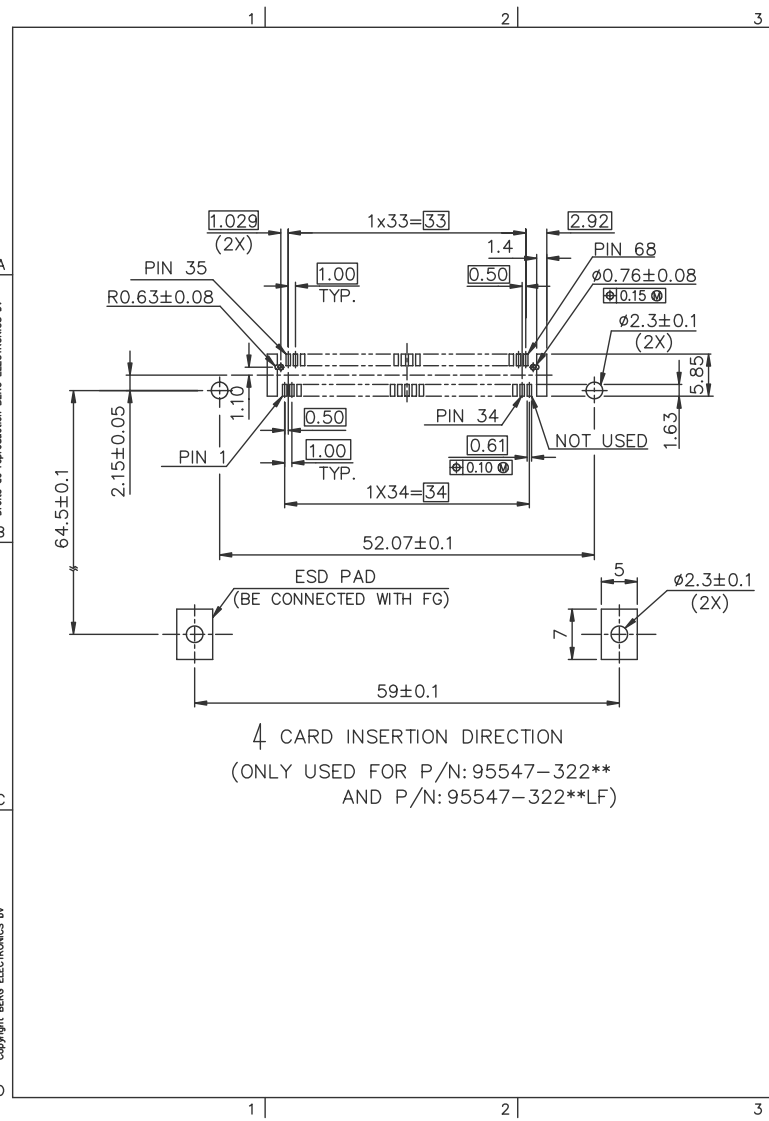 1 2 3
1.029
(2X)
1x33=33
2.92
1.4
PIN 35
1.00
TYP.
0.50
PIN 68
R0.63±0.08
ø0.76±0.08
0.15 Ⓜ
ø2.3±0.1
(2X)
A
1.10
5.85
1.63
2.15±0.05
0.50
PIN 34
PIN 1
1.00
TYP.
0.61
0.10 Ⓜ
NOT USED
1X34=34
64.5±0.1
52.07±0.1
B
ESD PAD
(BE CONNECTED WITH FG)
5
ø2.3±0.1
(2X)
7
59±0.1
4 CARD INSERTION DIRECTION
(ONLY USED FOR P/N: 95547-322**
AND P/N: 95547-322**LF)
C
Copyright BERG ELECTRONICS BV
D
1 2 3